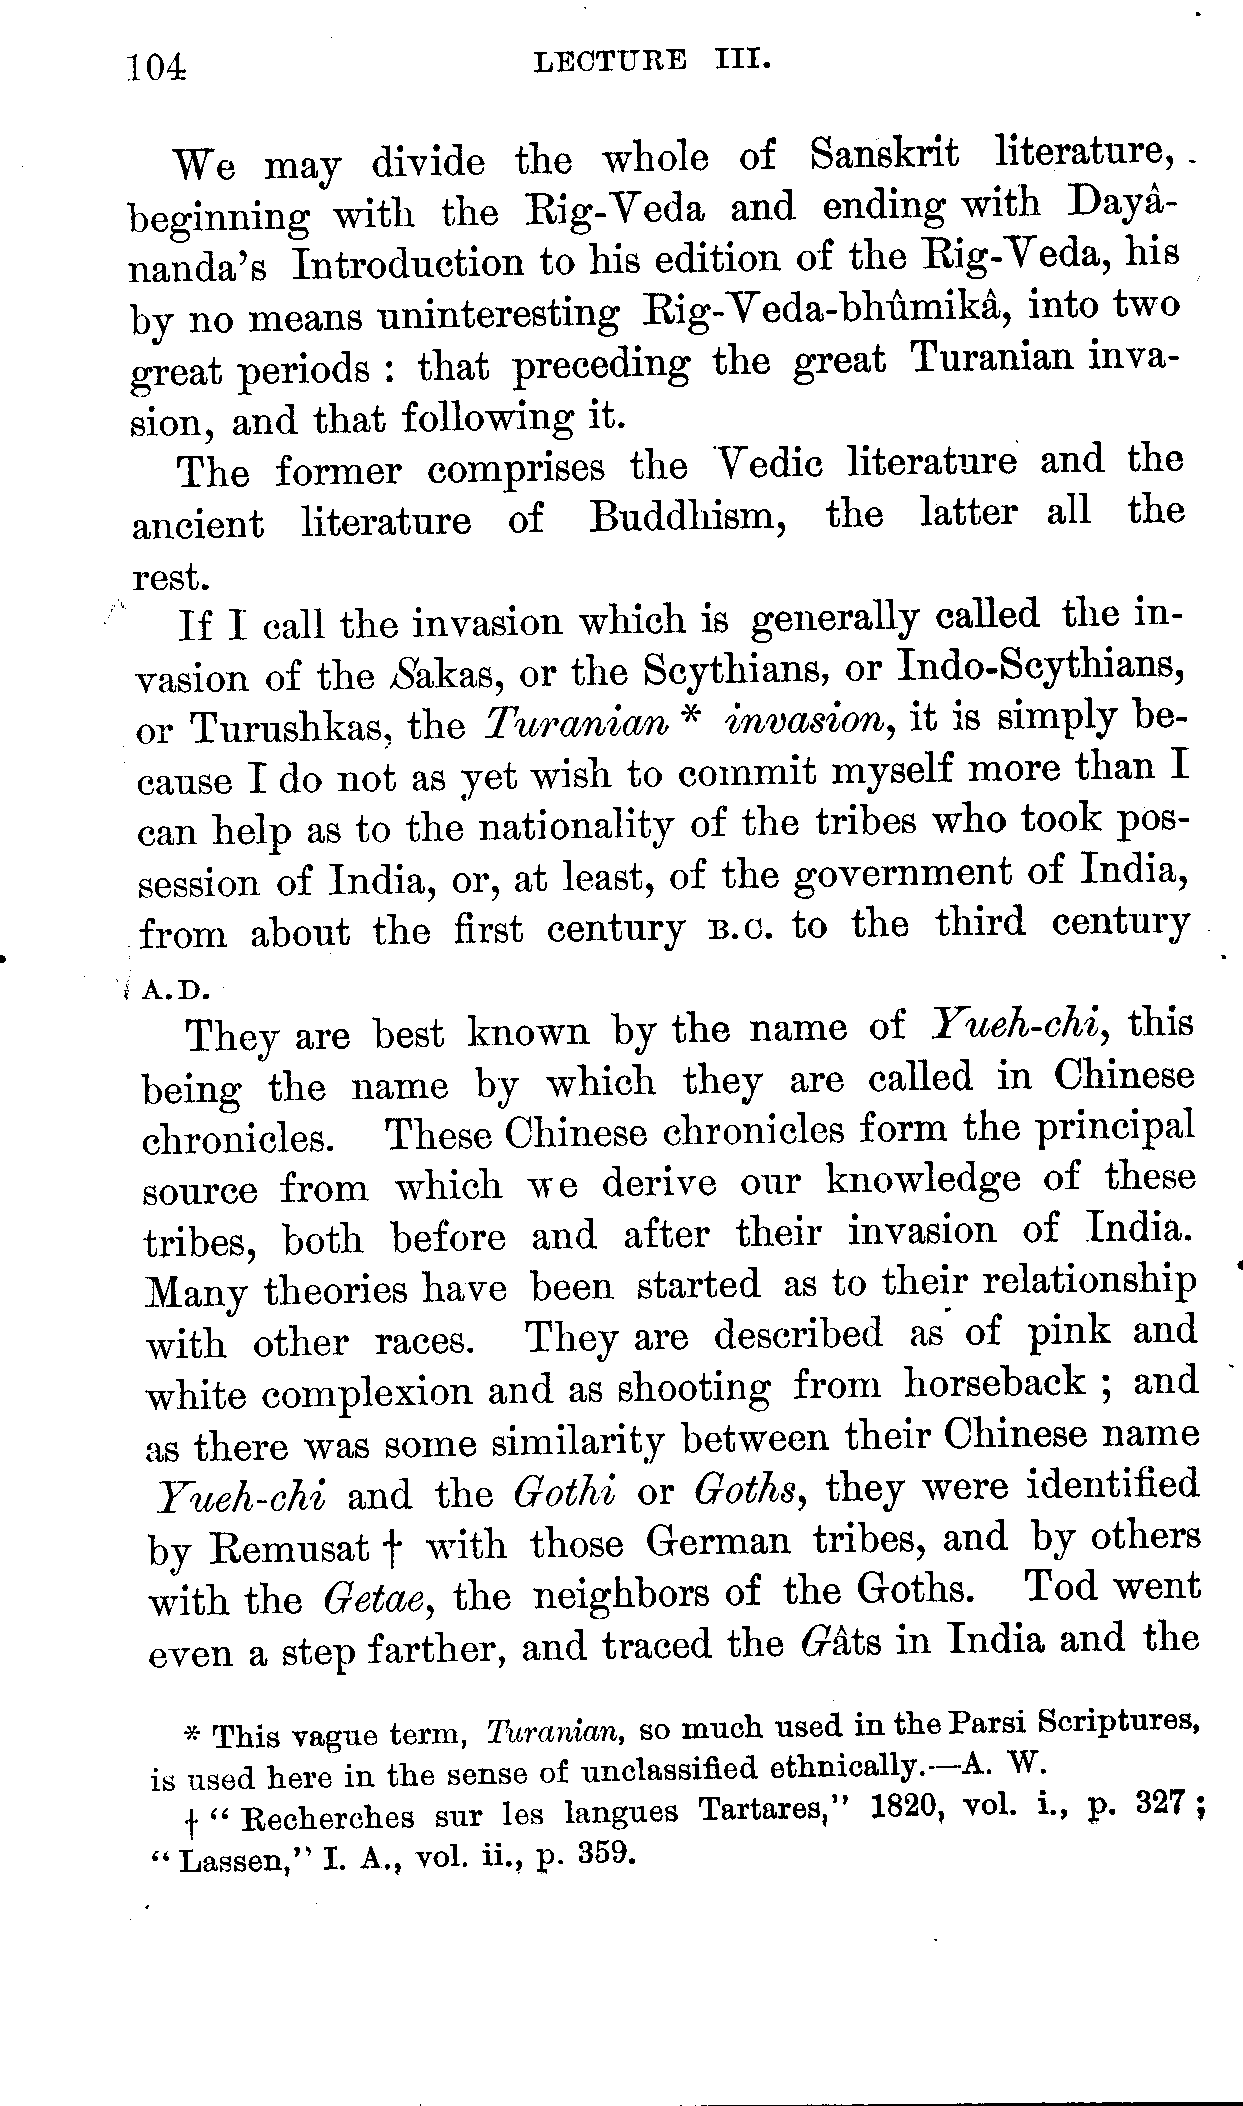 104 LECTURE III.
We may divide the whole of Sanskrit literature,
beginning with the Rig-Veda and ending with Dayâ-
nanda's Introduction to his edition of the Rig-Veda, his
by no means uninteresting Rig-Veda-bhûmikâ, into two
great periods : that preceding the great Turanian inva-
sion, and that following it.
The former comprises the Vedic literature and the
ancient literature of Buddhism, the latter all the
rest.
If I call the invasion which is generally called the in-
vasion of the Sakas, or the Scythians, or Indo-Scythians,
or Turushkas, the Turanian * invasion, it is simply be-
cause I do not as yet wish to commit myself more than I
can help as to the nationality of the tribes who took pos-
session of India, or, at least, of the government of India,
from about the first century B.C. to the third century
A.D.
They are best known by the name of Yueh-chi, this
being the name by which they are called in Chinese
chronicles. These Chinese chronicles form the principal
source from which we derive our knowledge of these
tribes, both before and after their invasion of India.
Many theories have been started as to their relationship
with other races. They are described as of pink and
white complexion and as shooting from horseback ; and
as there was some similarity between their Chinese name
Yueh-chi and the Gothi or Goths, they were identified
by Remusat † with those German tribes, and by others
with the Getae, the neighbors of the Goths. Tod went
even a step farther, and traced the Gâts in India and the
* This vague term, Turanian, so much used in the Parsi Scriptures,
is used here in the sense of unclassified ethnically.—A. W.
† “ Recherches sur les langues Tartares,” 1820, vol. i., p. 327 ;
“ Lassen,” I. A., vol. ii., p. 359.